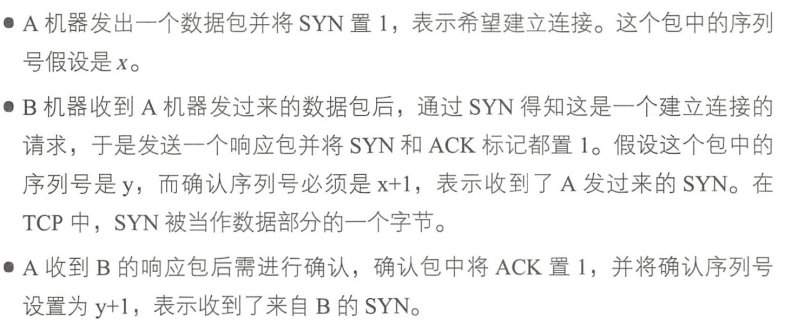 ● A 机器发出一个数据包并将 SYN 置 1，表示希望建立连接。这个包中的序列
号假设是 x。
● B 机器收到 A 机器发过来的数据包后，通过 SYN 得知这是一个建立连接的
请求，于是发送一个响应包并将 SYN 和 ACK 标记都置 1。假设这个包中的
序列号是 y，而确认序列号必须是 x+1，表示收到了 A 发过来的 SYN。在
TCP 中，SYN 被当作数据部分的一个字节。
● A 收到 B 的响应包后需进行确认，确认包中将 ACK 置 1，并将确认序列号
设置为 y+1，表示收到了来自 B 的 SYN。